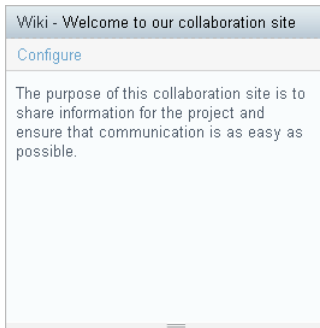 Wiki - Welcome to our collaboration site
Configure
The purpose of this collaboration site is to
share information for the project and
ensure that communication is as easy as
possible.